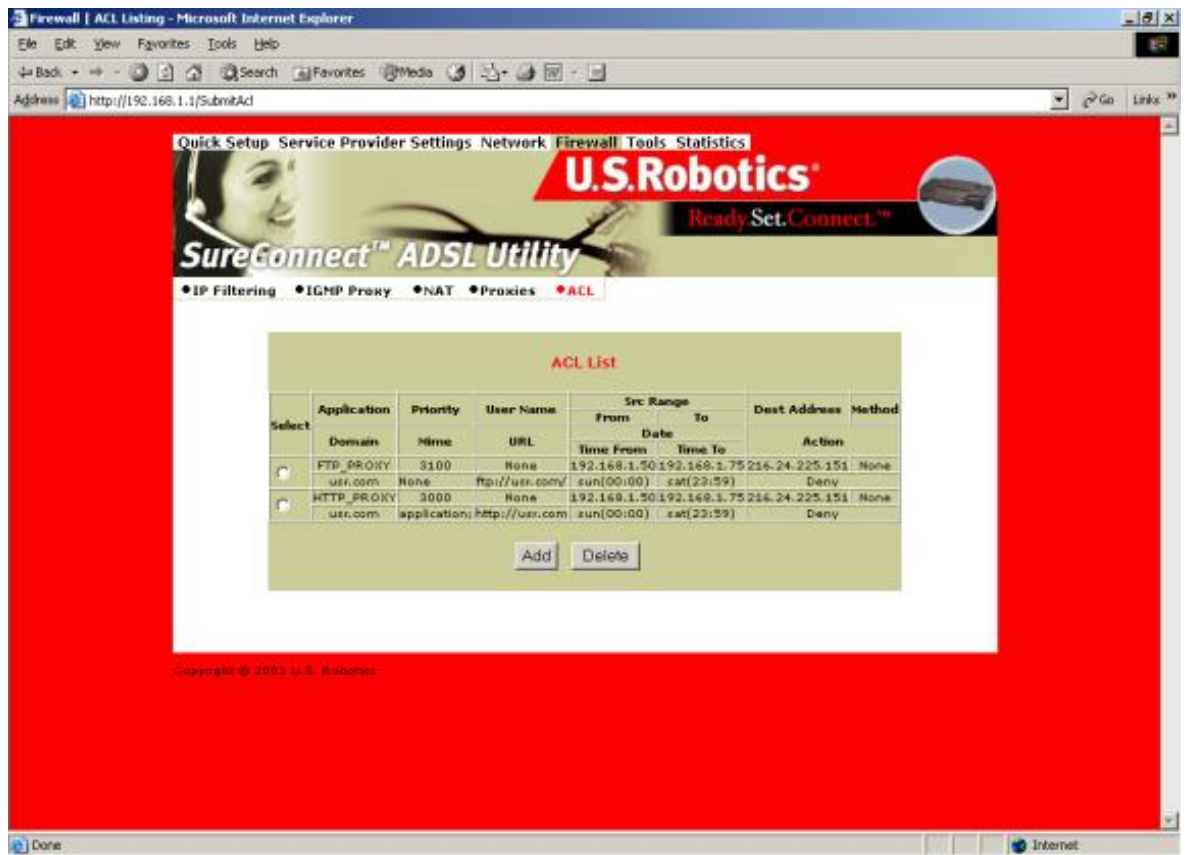 Firewall | ACL Listing - Microsoft Internet Explorer
File Edit View Favorites Tools Help
Back Search Favorites Media
Address http://192.168.1.1/SubmitAcl Go Links »
Quick Setup Service Provider Settings Network Firewall Tools Statistics
U.S.Robotics
Ready.Set.Connect.™
SureConnect™ ADSL Utility
IP Filtering IGMP Proxy NAT Proxies ACL
ACL List
Select Application Priority User Name Src Range Dest Address Method
From To
Domain Mime URL Date Action
Time From Time To
FTP_PROXY 3100 None 192.168.1.50 192.168.1.75 216.24.225.151 None
usr.com None ftp://usr.com/ sun(00:00) sat(23:59) Deny
HTTP_PROXY 3000 None 192.168.1.50 192.168.1.75 216.24.225.151 None
usr.com application; http://usr.com sun(00:00) sat(23:59) Deny
Add Delete
Copyright © 2002 U.S. Robotics
Done Internet